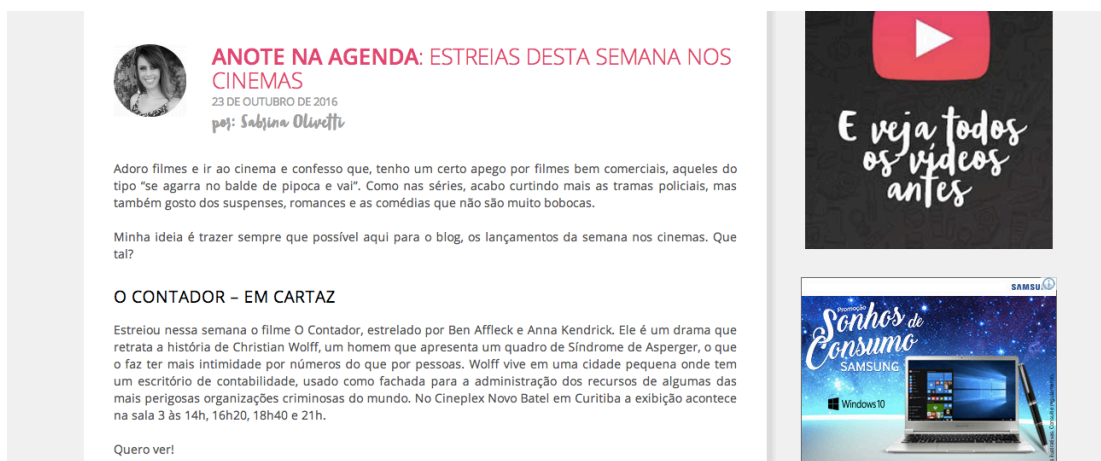 ANOTE NA AGENDA: ESTREIAS DESTA SEMANA NOS
CINEMAS
23 DE OUTUBRO DE 2016
por: Sabrina Olivetti
Adoro filmes e ir ao cinema e confesso que, tenho um certo apego por filmes bem comerciais, aqueles do
tipo “se agarra no balde de pipoca e vai”. Como nas séries, acabo curtindo mais as tramas policiais, mas
também gosto dos suspenses, romances e as comédias que não são muito bobocas.
Minha ideia é trazer sempre que possível aqui para o blog, os lançamentos da semana nos cinemas. Que
tal?
O CONTADOR – EM CARTAZ
Estreiou nessa semana o filme O Contador, estrelado por Ben Affleck e Anna Kendrick. Ele é um drama que
retrata a história de Christian Wolff, um homem que apresenta um quadro de Síndrome de Asperger, o que
o faz ter mais intimidade por números do que por pessoas. Wolff vive em uma cidade pequena onde tem
um escritório de contabilidade, usado como fachada para a administração dos recursos de algumas das
mais perigosas organizações criminosas do mundo. No Cineplex Novo Batel em Curitiba a exibição acontece
na sala 3 às 14h, 16h20, 18h40 e 21h.
Quero ver!
E veja todos
os vídeos
antes
SAMSU
Promoção
Sonhos de
Consumo
SAMSUNG
Windows 10